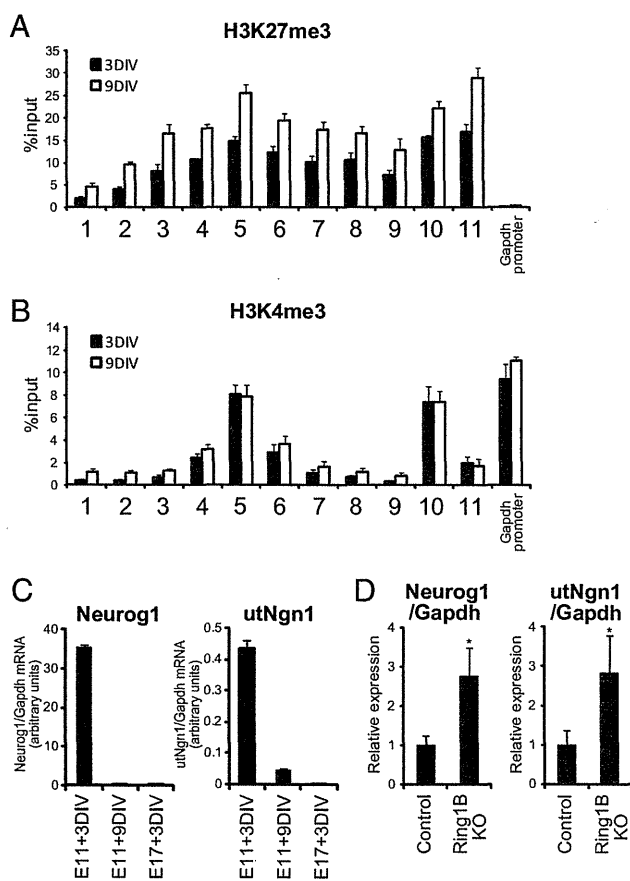 A
H3K27me3
3DIV
9DIV
%input
35
30
25
20
15
10
5
0
1 2 3 4 5 6 7 8 9 10 11 Gapdh promoter
B
H3K4me3
3DIV
9DIV
%input
14
12
10
8
6
4
2
0
1 2 3 4 5 6 7 8 9 10 11 Gapdh promoter
C
Neurog1
Neurog1/Gapdh mRNA
(arbitrary units)
40
30
20
10
0
E11+3DIV
E11+9DIV
E17+3DIV
utNgn1
utNgn1/Gapdh mRNA
(arbitrary units)
0.5
0.4
0.3
0.2
0.1
0
E11+3DIV
E11+9DIV
E17+3DIV
D
Neurog1
/Gapdh
Relative expression
4
3
2
1
0
*
Control
Ring1B
KO
utNgn1
/Gapdh
Relative expression
4
3
2
1
0
*
Control
Ring1B
KO